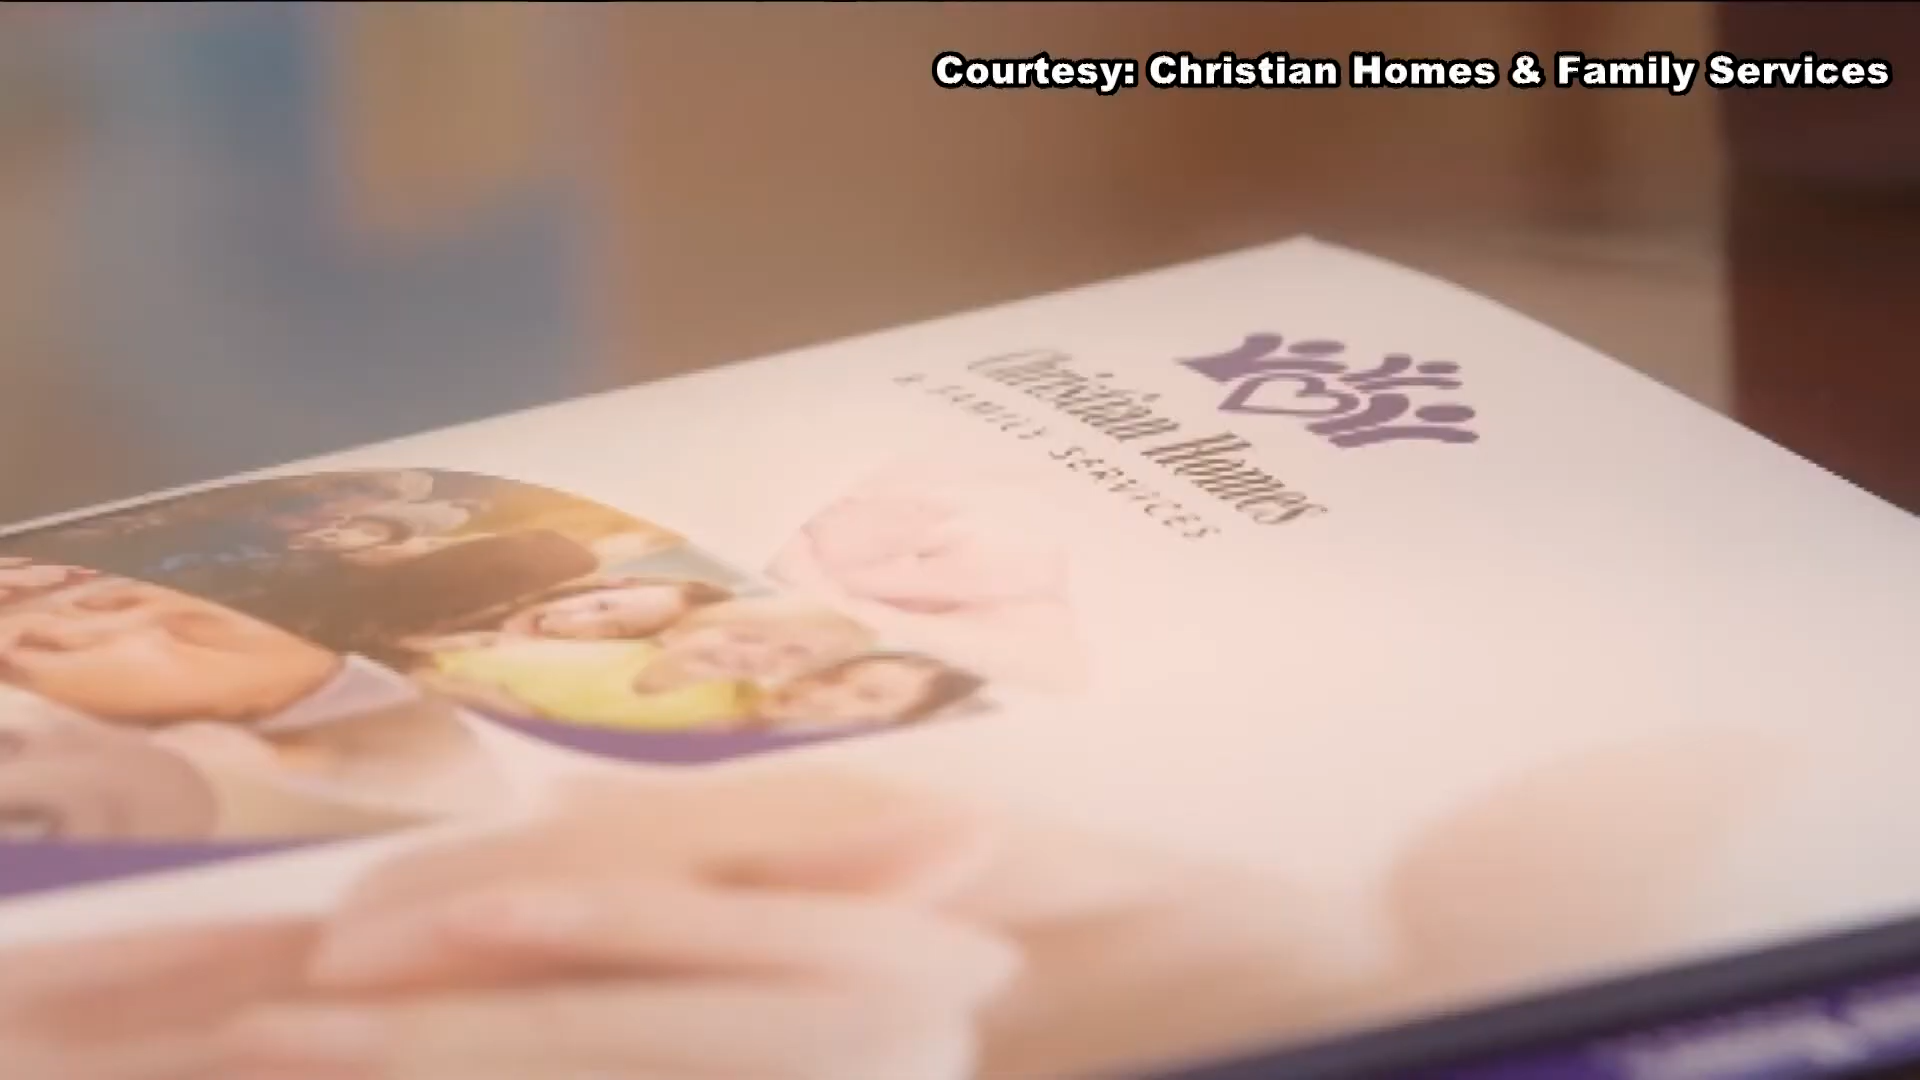 Courtesy: Christian Homes & Family Services
Christian Homes
& FAMILY SERVICES